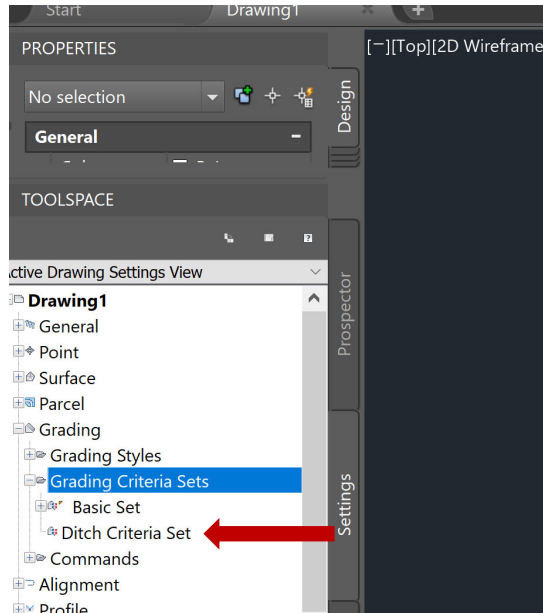 Start
Drawing1
[−][Top][2D Wireframe
PROPERTIES
No selection
Design
General
TOOLSPACE
Active Drawing Settings View
Prospector
Drawing1
General
Point
Surface
Parcel
Grading
Grading Styles
Grading Criteria Sets
Settings
Basic Set
Ditch Criteria Set
Commands
Alignment
Profile